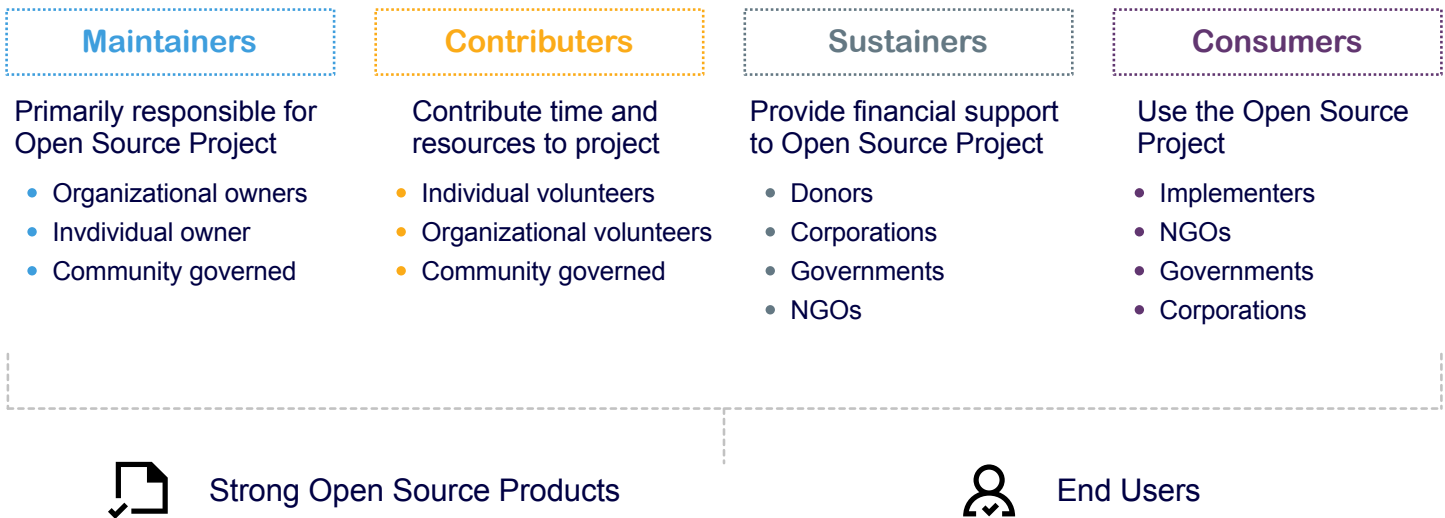 Maintainers
Primarily responsible for
Open Source Project
Organizational owners
Invdividual owner
Community governed
Contributers
Contribute time and
resources to project
Individual volunteers
Organizational volunteers
Community governed
Sustainers
Provide financial support
to Open Source Project
Donors
Corporations
Governments
NGOs
Consumers
Use the Open Source
Project
Implementers
NGOs
Governments
Corporations
Strong Open Source Products
End Users